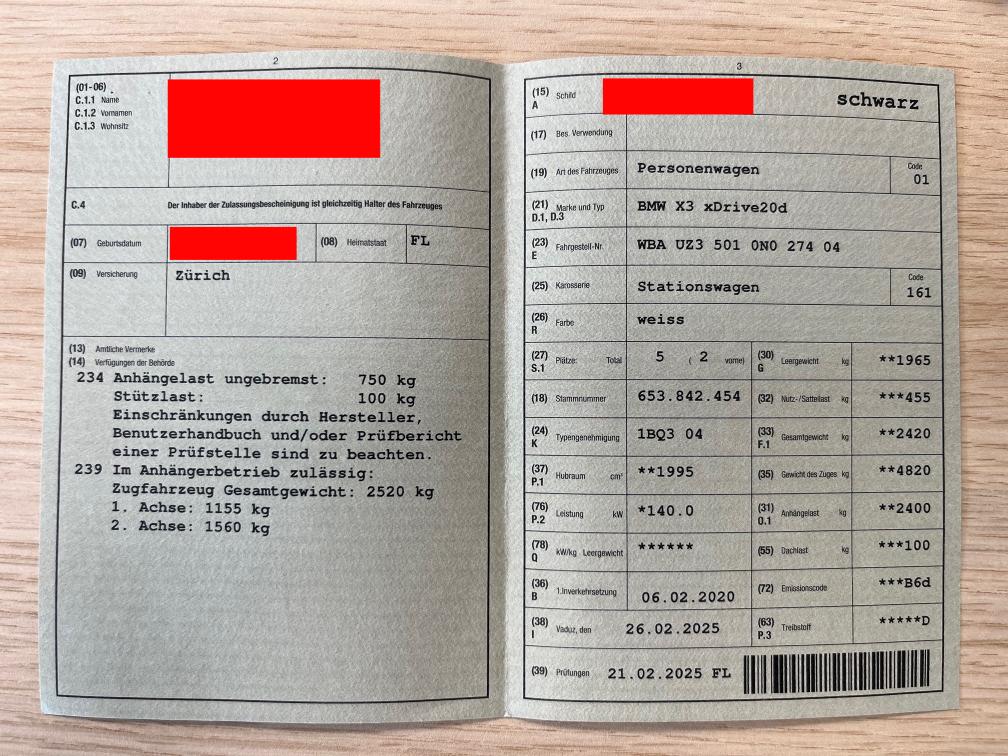 2
(01-06)
C.1.1 Name
C.1.2 Vornamen
C.1.3 Wohnsitz
C.4 Der Inhaber der Zulassungsbescheinigung ist gleichzeitig Halter des Fahrzeuges
(07) Geburtsdatum (08) Heimatstaat FL
(09) Versicherung Zürich
(13) Amtliche Vermerke
(14) Verfügungen der Behörde
234 Anhängelast ungebremst: 750 kg
Stützlast: 100 kg
Einschränkungen durch Hersteller,
Benutzerhandbuch und/oder Prüfbericht
einer Prüfstelle sind zu beachten.
239 Im Anhängerbetrieb zulässig:
Zugfahrzeug Gesamtgewicht: 2520 kg
1. Achse: 1155 kg
2. Achse: 1560 kg
3
(15) A Schild schwarz
(17) Bes. Verwendung
(19) Art des Fahrzeuges Personenwagen Code 01
(21) D.1, D.3 Marke und Typ BMW X3 xDrive20d
(23) E Fahrgestell-Nr. WBA UZ3 501 0N0 274 04
(25) Karosserie Stationswagen Code 161
(26) R Farbe weiss
(27) S.1 Plätze: Total 5 ( 2 vorne) (30) G Leergewicht kg **1965
(18) Stammnummer 653.842.454 (32) Nutz-/Sattellast kg ***455
(24) K Typengenehmigung 1BQ3 04 (33) F.1 Gesamtgewicht kg **2420
(37) P.1 Hubraum cm³ **1995 (35) Gewicht des Zuges kg **4820
(76) P.2 Leistung kW *140.0 (31) O.1 Anhängelast kg **2400
(78) Q kW/kg Leergewicht ****** (55) Dachlast kg ***100
(36) B 1.Inverkehrsetzung 06.02.2020 (72) Emissionscode ***B6d
(38) I Vaduz, den 26.02.2025 (63) P.3 Treibstoff *****D
(39) Prüfungen 21.02.2025 FL